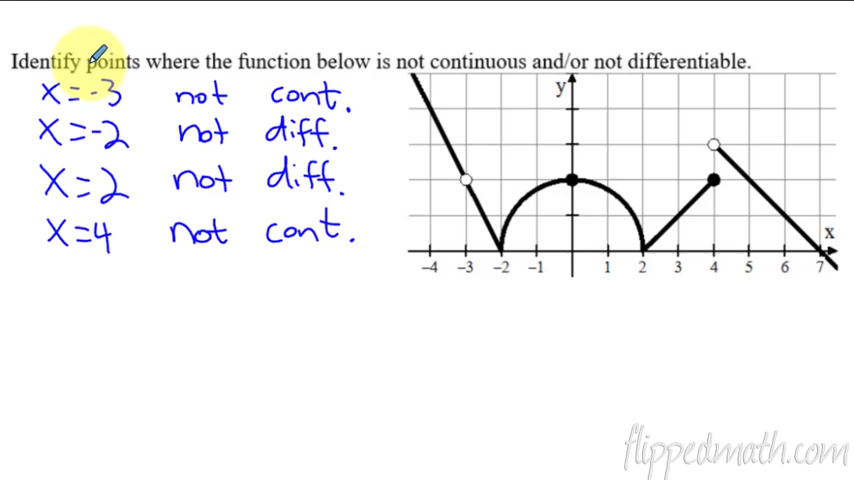 Identify points where the function below is not continuous and/or not differentiable.
x = -3 not cont.
x = -2 not diff.
x = 2 not diff.
x = 4 not cont.
y
x
-4 -3 -2 -1 1 2 3 4 5 6 7
flippedmath.com